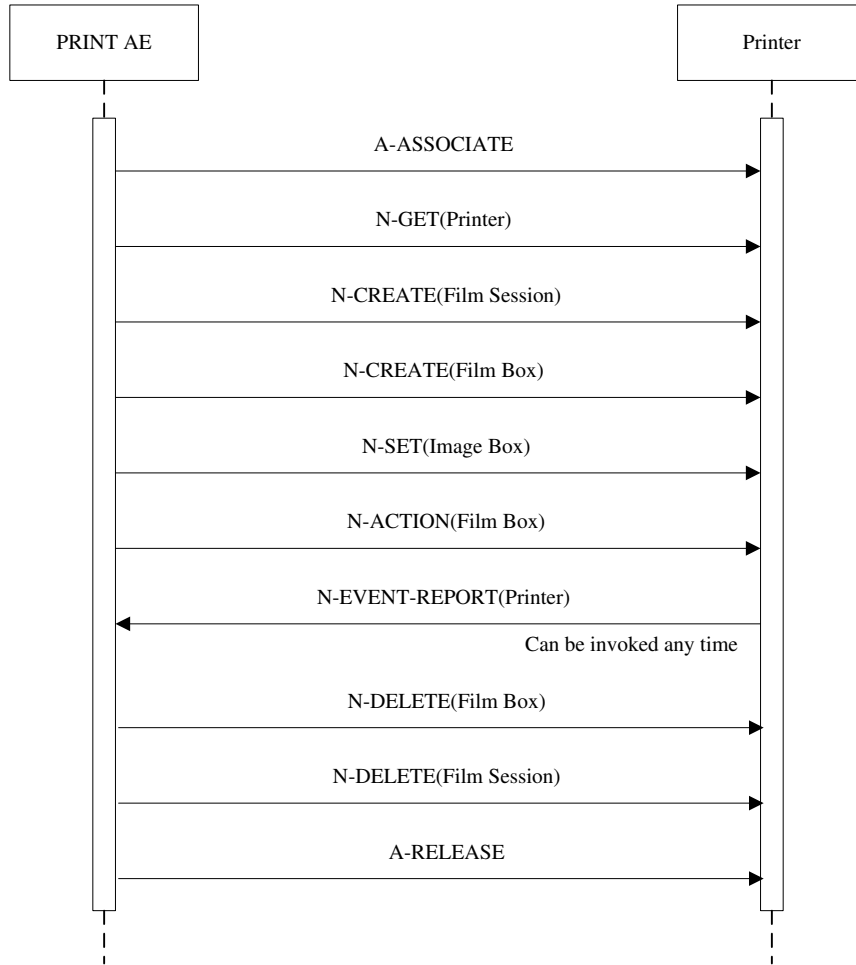 PRINT AE
Printer
A-ASSOCIATE
N-GET(Printer)
N-CREATE(Film Session)
N-CREATE(Film Box)
N-SET(Image Box)
N-ACTION(Film Box)
N-EVENT-REPORT(Printer)
Can be invoked any time
N-DELETE(Film Box)
N-DELETE(Film Session)
A-RELEASE